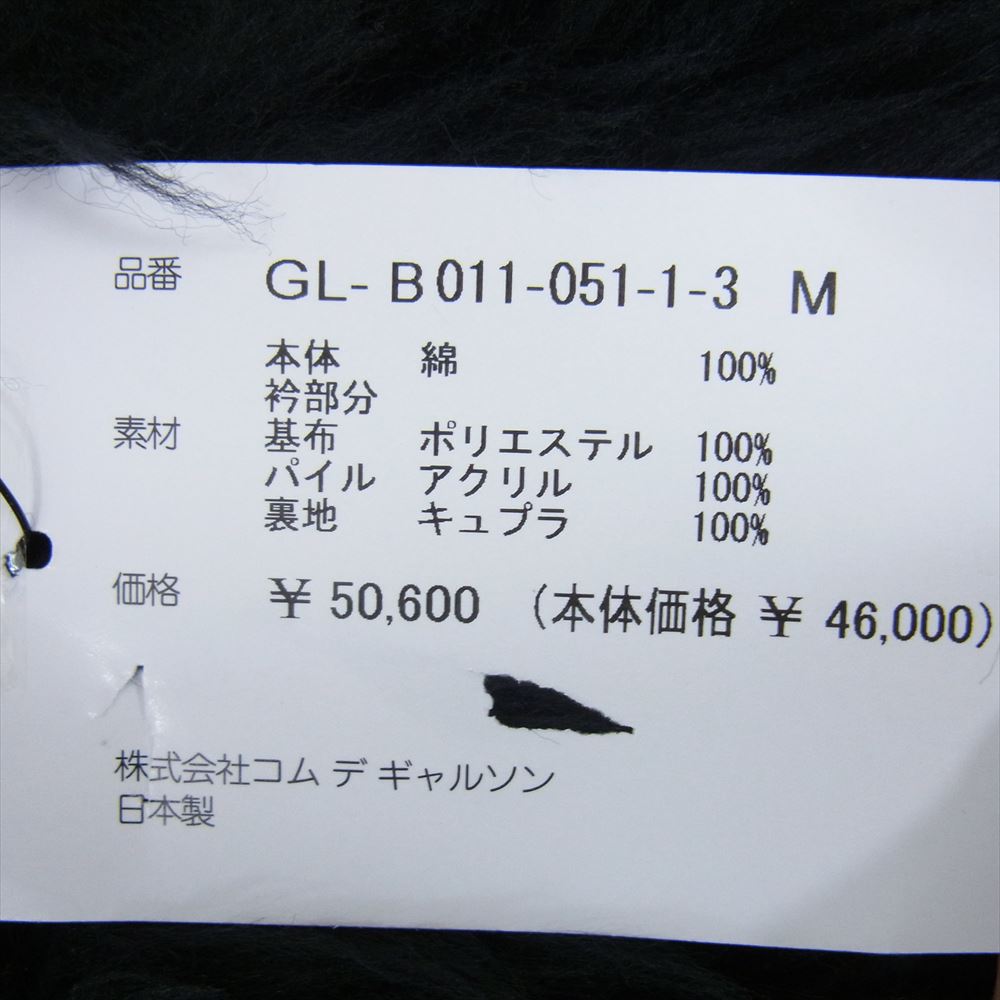 品番 GL- B011-051-1-3 M
本体 綿 100%
衿部分
素材 基布 ポリエステル 100%
パイル アクリル 100%
裏地 キュプラ 100%
価格 ¥ 50,600 (本体価格 ¥ 46,000)
株式会社コム デ ギャルソン
日本製